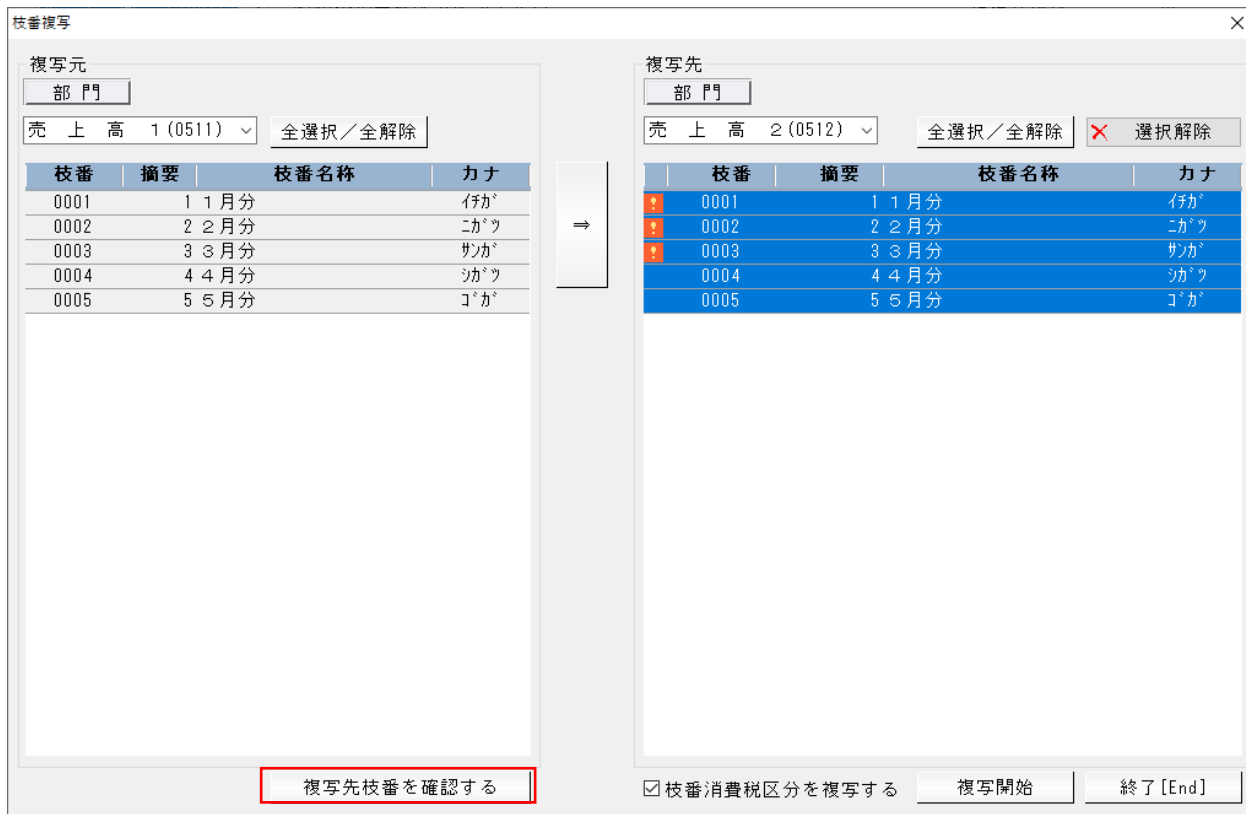 枝番複写
複写元
部 門
売 上 高 1(0511)
全選択／全解除
枝番 摘要 枝番名称 カナ
0001 1 １月分 ｲﾁｶﾞ
0002 2 ２月分 ﾆｶﾞﾂ
0003 3 ３月分 ｻﾝｶﾞ
0004 4 ４月分 ｼｶﾞﾂ
0005 5 ５月分 ｺﾞｶﾞ
複写先枝番を確認する
⇒
複写先
部 門
売 上 高 2(0512)
全選択／全解除
選択解除
枝番 摘要 枝番名称 カナ
0001 1 １月分 ｲﾁｶﾞ
0002 2 ２月分 ﾆｶﾞﾂ
0003 3 ３月分 ｻﾝｶﾞ
0004 4 ４月分 ｼｶﾞﾂ
0005 5 ５月分 ｺﾞｶﾞ
枝番消費税区分を複写する
複写開始
終了[End]